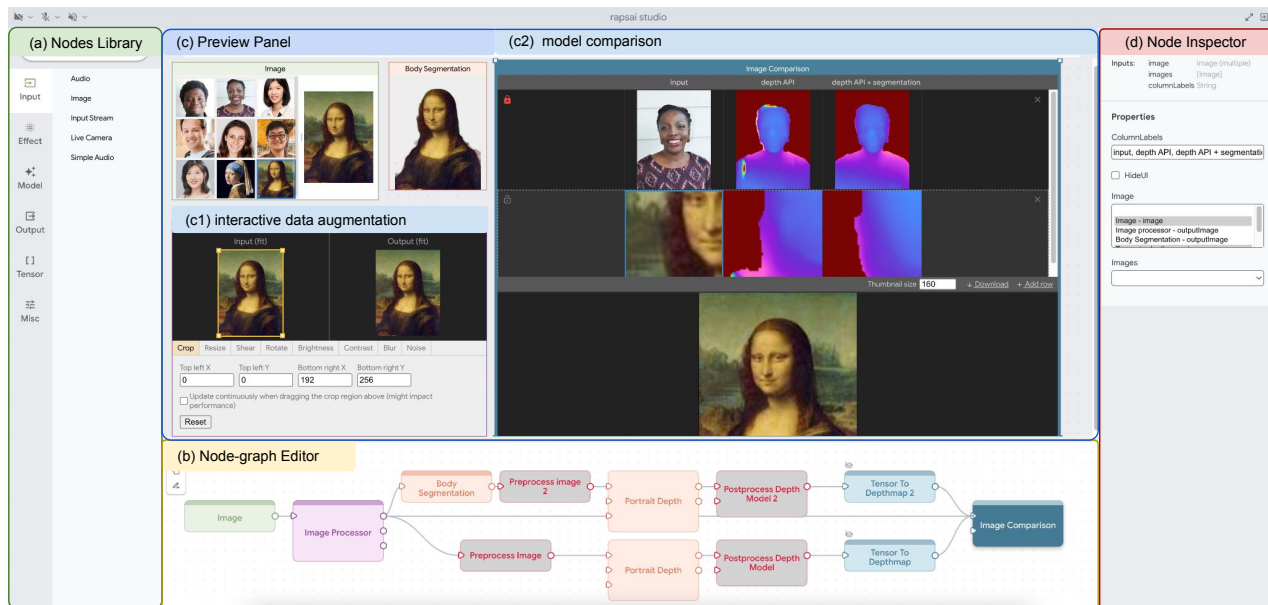 rapsai studio
(a) Nodes Library
Input
Effect
Model
Output
Tensor
Misc
Audio
Image
Input Stream
Live Camera
Simple Audio
(c) Preview Panel
Image
Body Segmentation
(c1) interactive data augmentation
Input (fit)
Output (fit)
Crop Resize Shear Rotate Brightness Contrast Blur Noise
Top left X Top left Y Bottom right X Bottom right Y
0 0 192 256
Update continuously when dragging the crop region above (might impact
performance)
Reset
(c2) model comparison
Image Comparison
input depth API depth API + segmentation
Thumbnail size 160 Download + Add row
(b) Node-graph Editor
Image
Image Processor
Body
Segmentation
Preprocess image
2
Portrait Depth
Postprocess Depth
Model 2
Tensor To
Depthmap 2
Image Comparison
Preprocess Image
Portrait Depth
Postprocess Depth
Model
Tensor To
Depthmap
(d) Node Inspector
Inputs: image Image (multiple)
images [Image]
columnLabels String
Properties
ColumnLabels
input, depth API, depth API + segmentati
HideUI
Image
Image - image
Image processor - outputImage
Body Segmentation - outputImage
Images